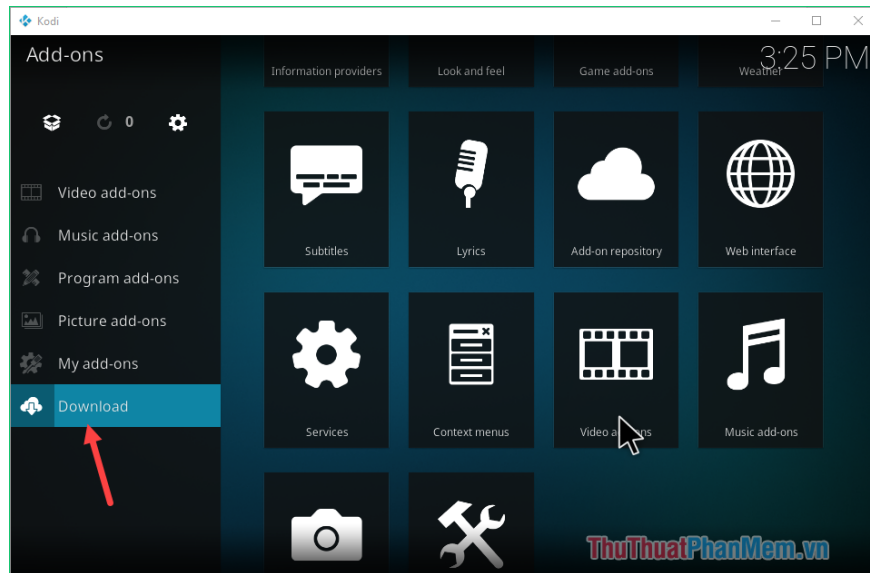 Kodi
Add-ons
3:25 PM
0
Video add-ons
Music add-ons
Program add-ons
Picture add-ons
My add-ons
Download
Information providers
Look and feel
Game add-ons
Weather
Subtitles
Lyrics
Add-on repository
Web interface
Services
Context menus
Video add-ons
Music add-ons
ThuThuatPhanMem.vn